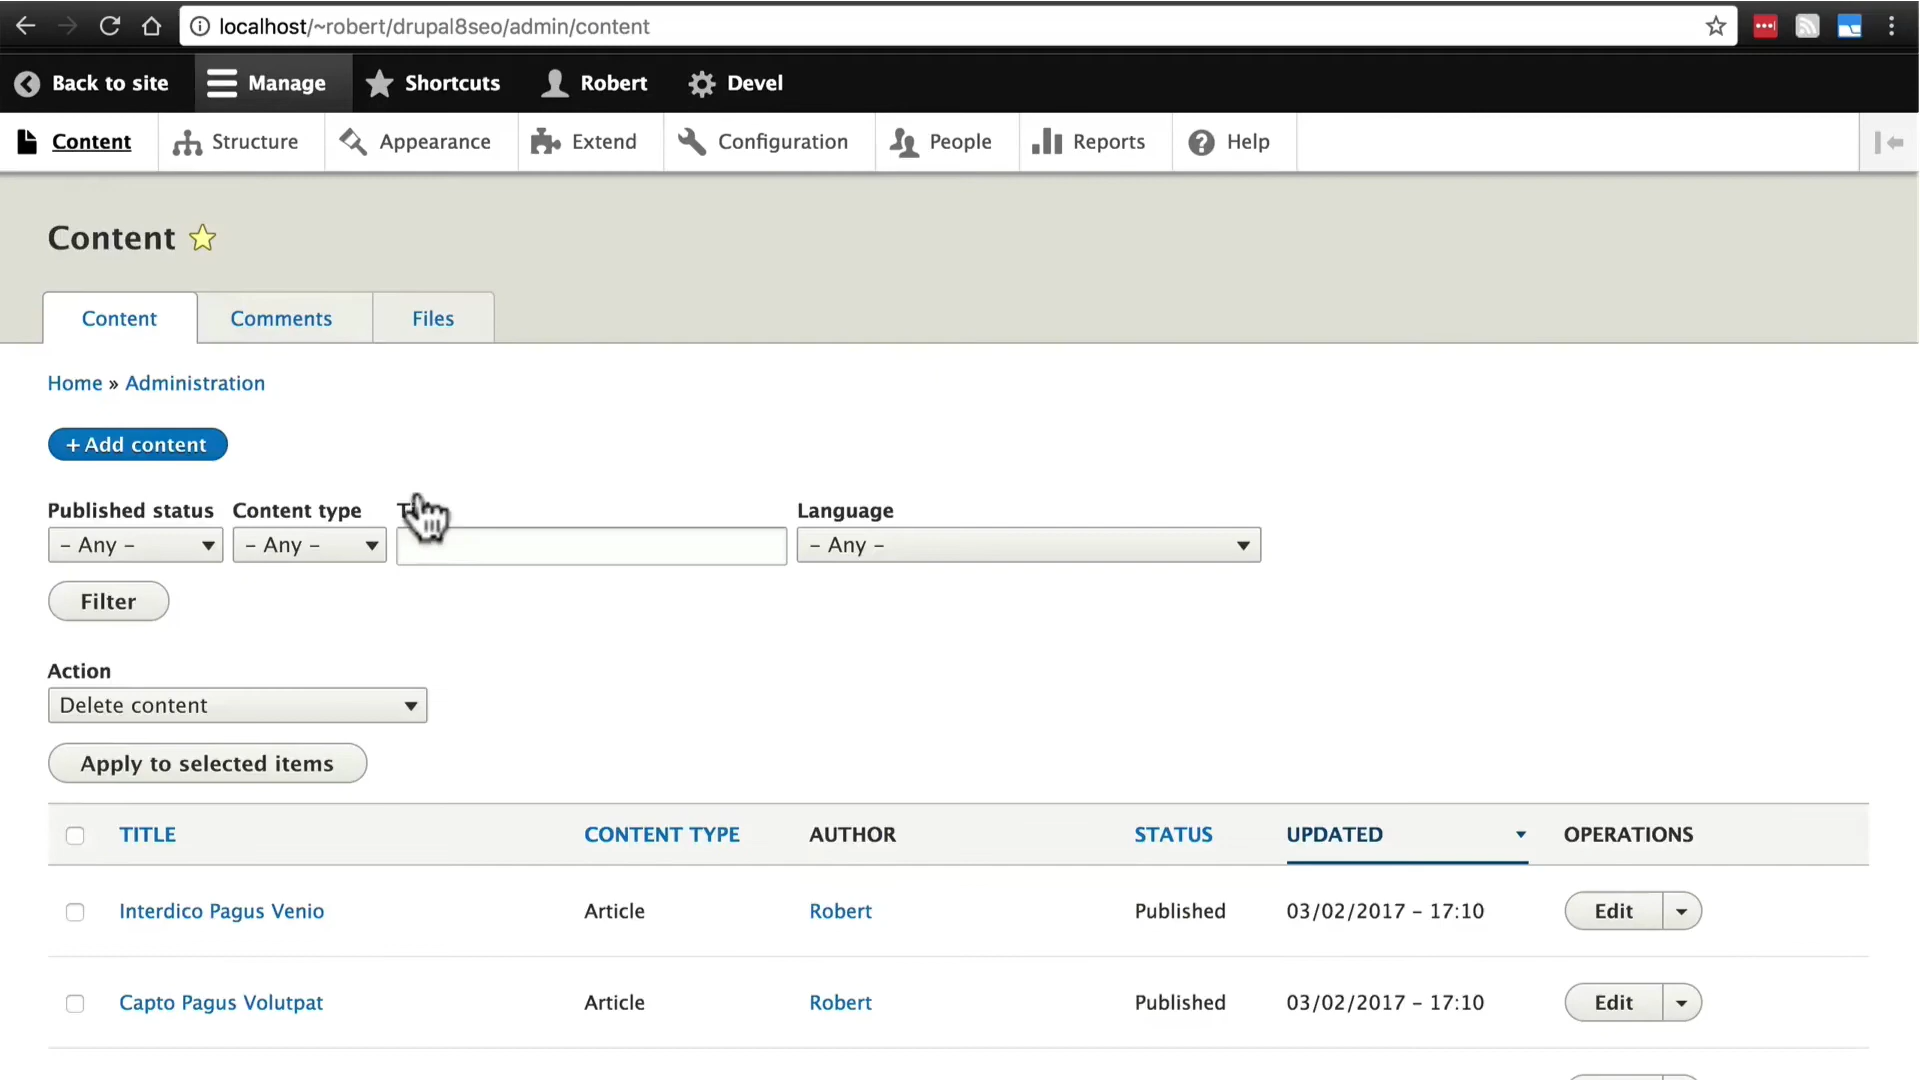 localhost/~robert/drupal8seo/admin/content
Back to site Manage Shortcuts Robert Devel
Content Structure Appearance Extend Configuration People Reports Help
Content
Content Comments Files
Home » Administration
+ Add content
Published status Content type Language
– Any – – Any – – Any –
Filter
Action
Delete content
Apply to selected items
TITLE CONTENT TYPE AUTHOR STATUS UPDATED OPERATIONS
Interdico Pagus Venio Article Robert Published 03/02/2017 – 17:10 Edit
Capto Pagus Volutpat Article Robert Published 03/02/2017 – 17:10 Edit